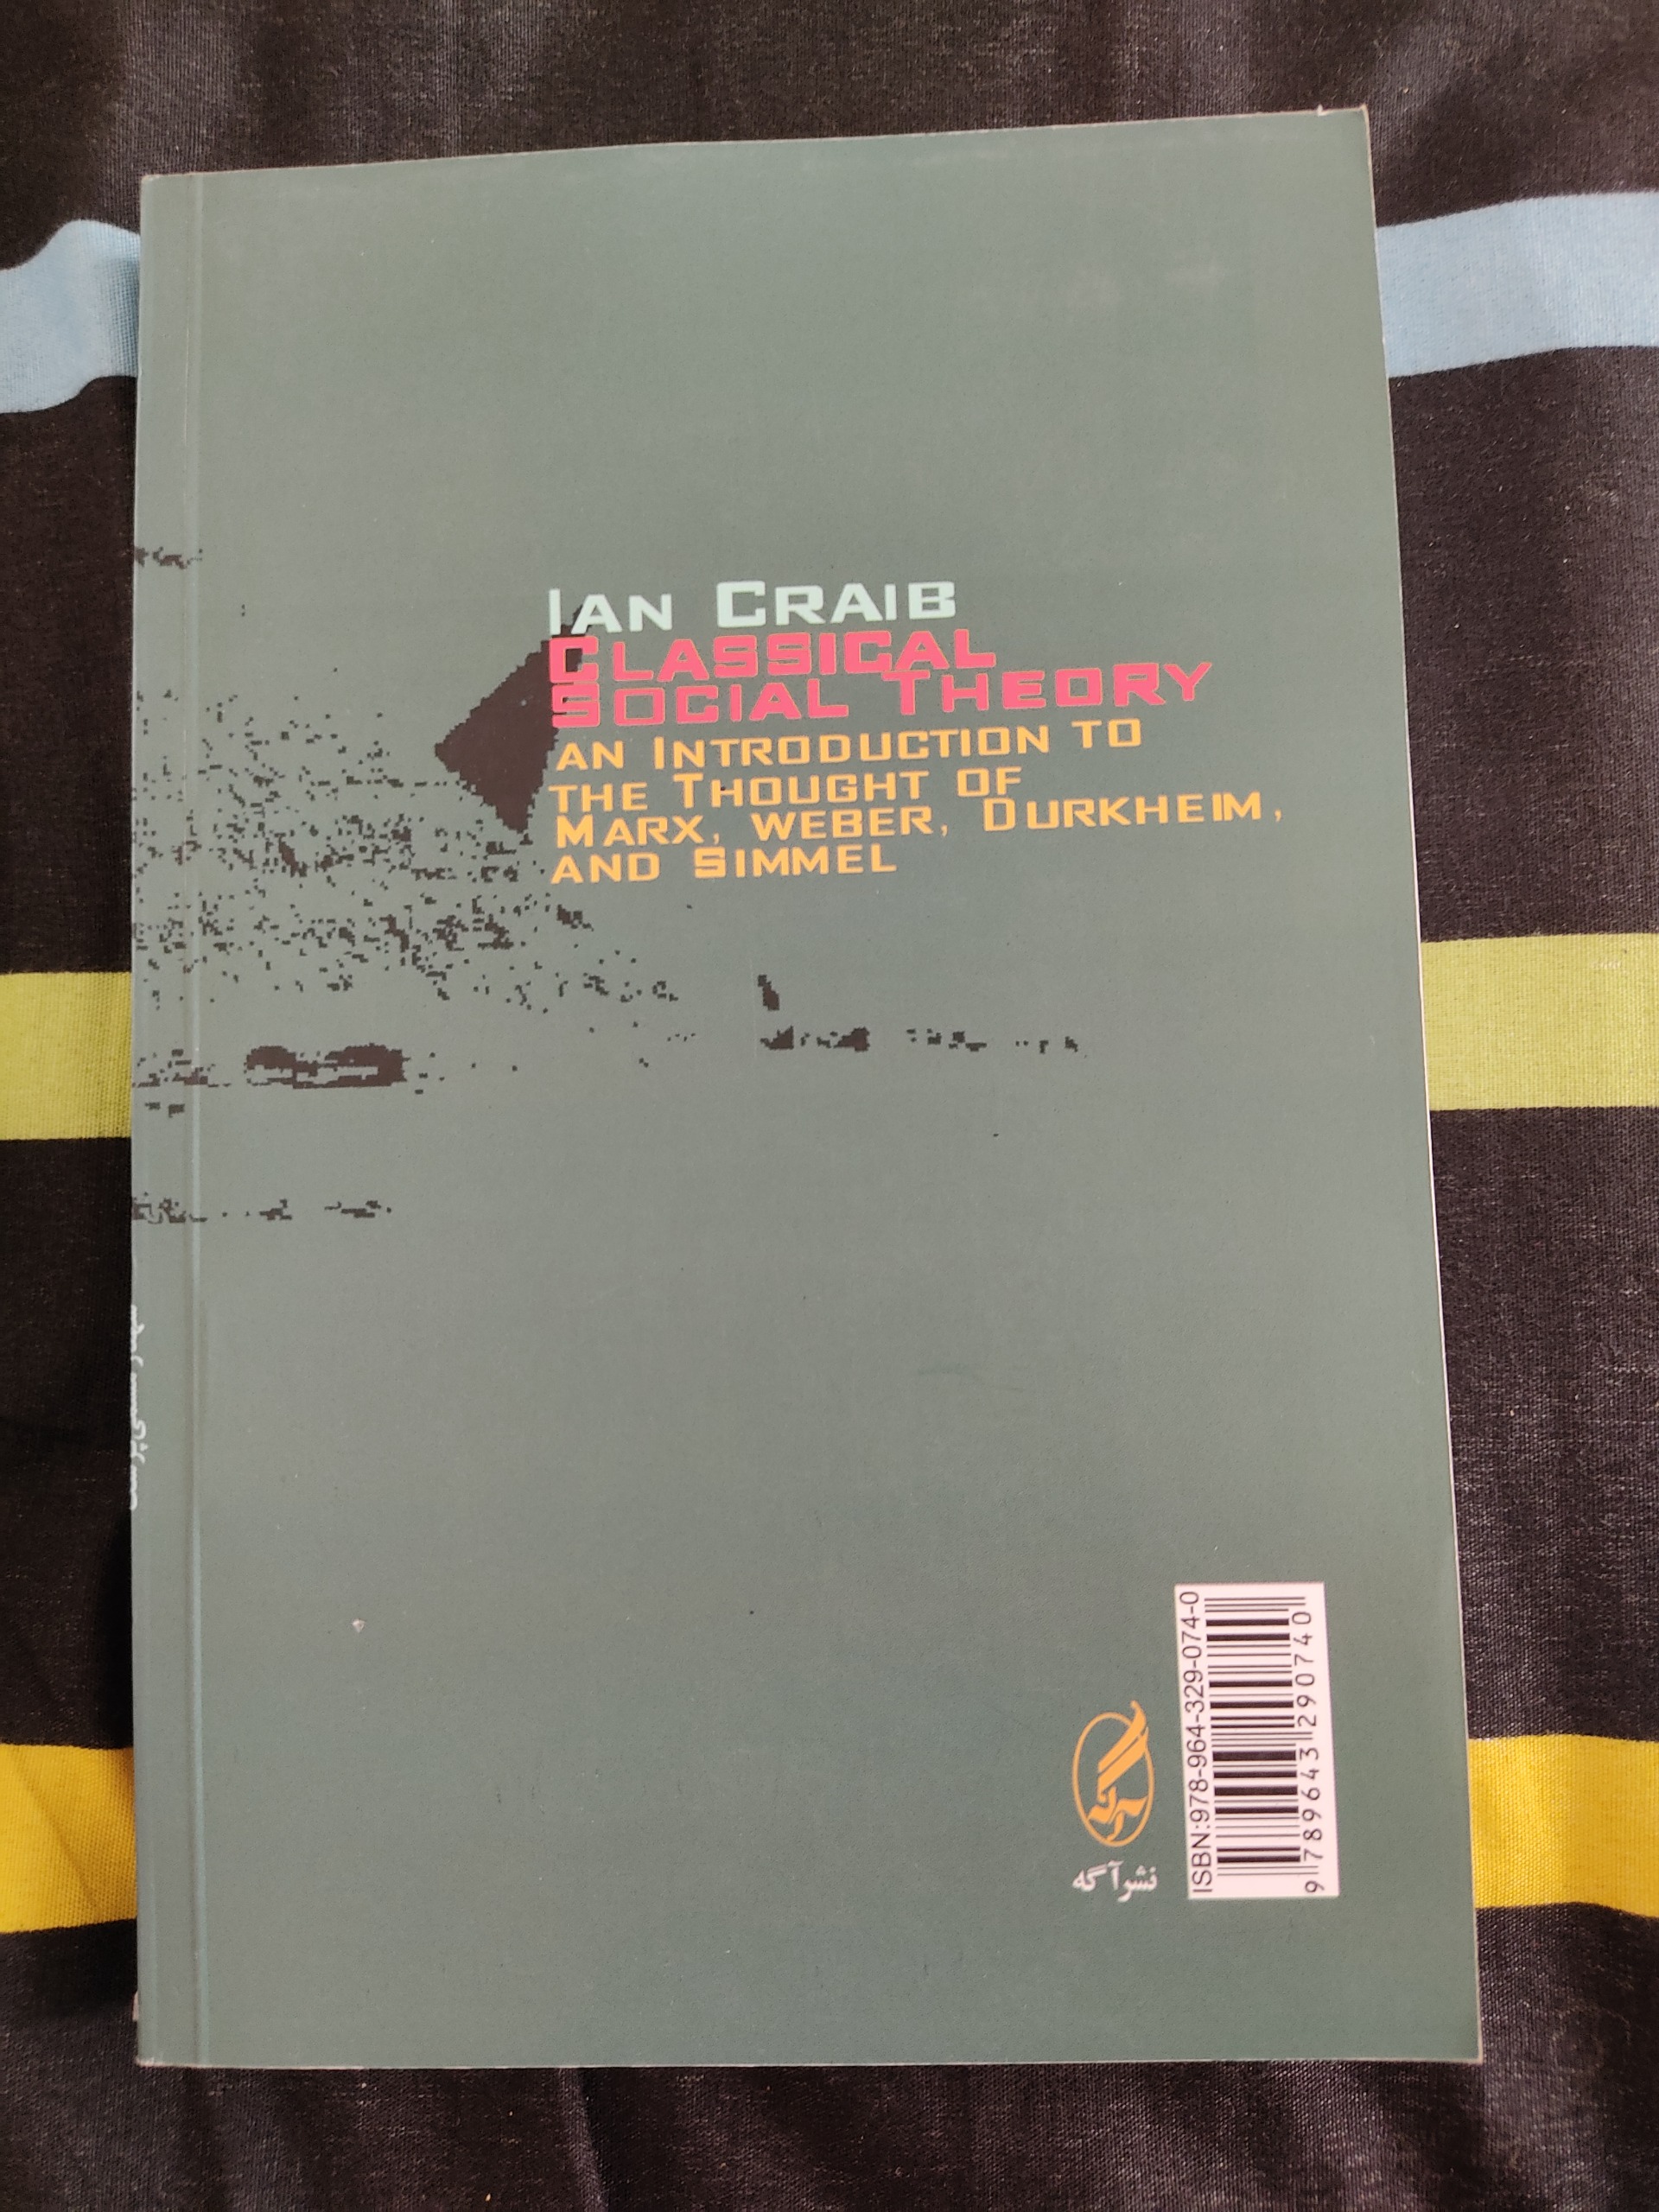 IAN CRAIB
CLASSICAL
SOCIAL THEORY
AN INTRODUCTION TO
THE THOUGHT OF
MARX, WEBER, DURKHEIM,
AND SIMMEL
ISBN:978-964-329-074-0
9 789643 290740
نشر آگه